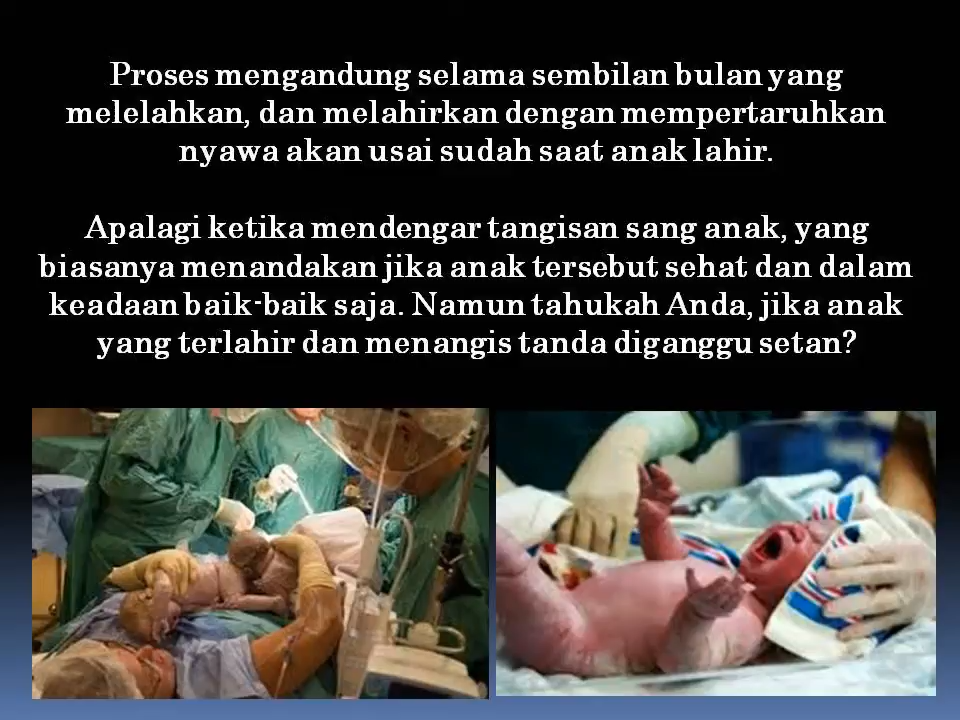 Proses mengandung selama sembilan bulan yang
melelahkan, dan melahirkan dengan mempertaruhkan
nyawa akan usai sudah saat anak lahir.
Apalagi ketika mendengar tangisan sang anak, yang
biasanya menandakan jika anak tersebut sehat dan dalam
keadaan baik-baik saja. Namun tahukah Anda, jika anak
yang terlahir dan menangis tanda diganggu setan?